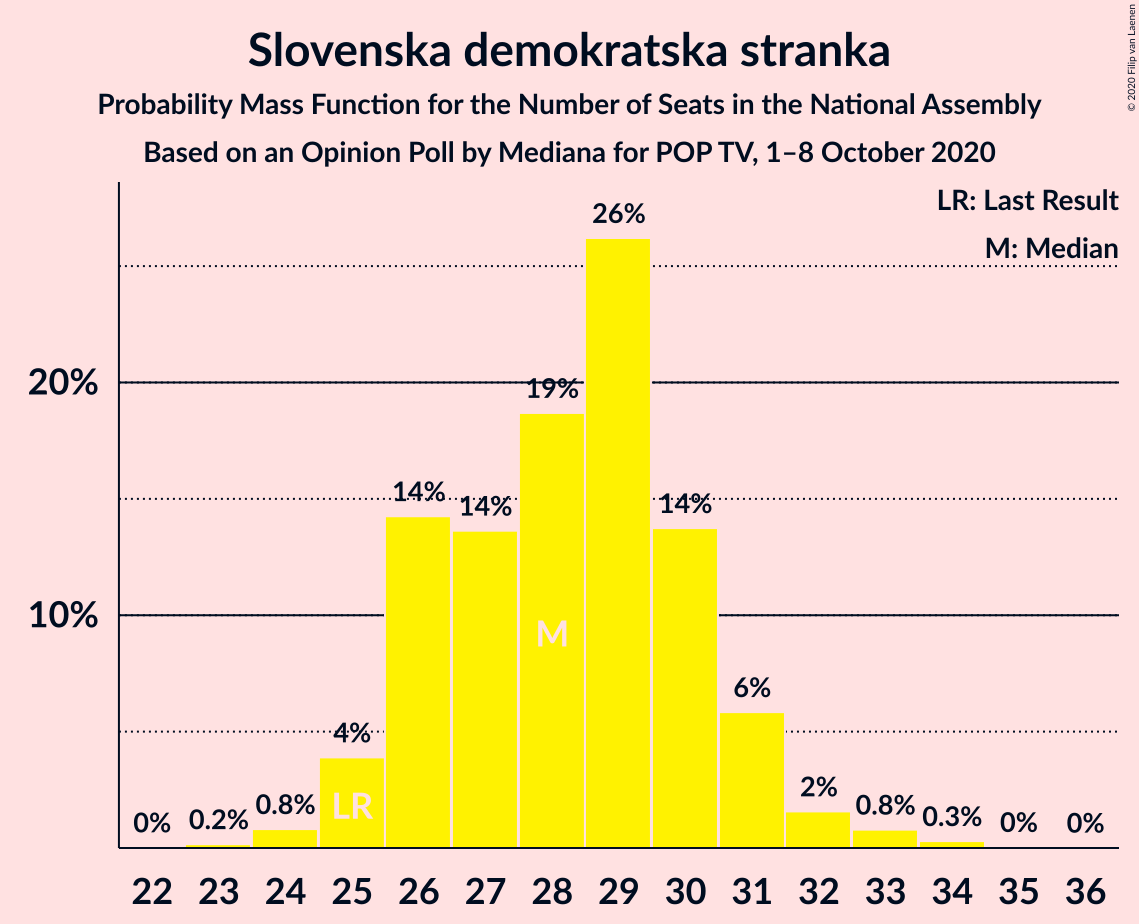 Slovenska demokratska stranka
Probability Mass Function for the Number of Seats in the National Assembly
Based on an Opinion Poll by Mediana for POP TV, 1–8 October 2020
© 2020 Filip van Laenen
LR: Last Result
M: Median
26%
20%
19%
14%
14%
14%
10%
M
6%
4%
2%
LR
0%
0.2%
0.8%
0.8%
0.3%
0%
0%
22 23 24 25 26 27 28 29 30 31 32 33 34 35 36